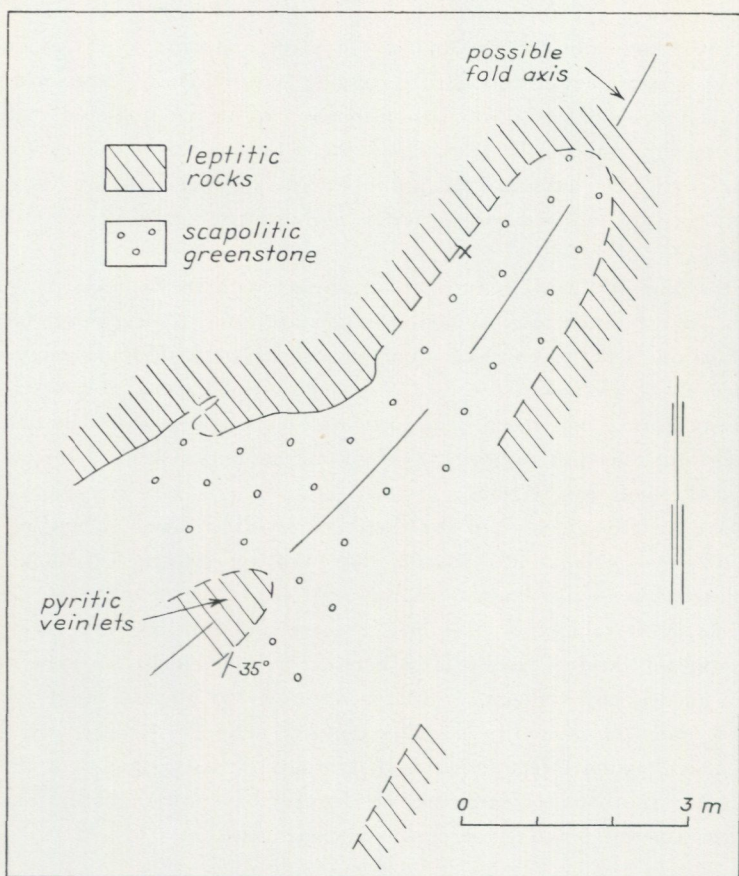 possible
fold axis
leptitic
rocks
scapolitic
greenstone
pyritic
veinlets
35°
0 3 m